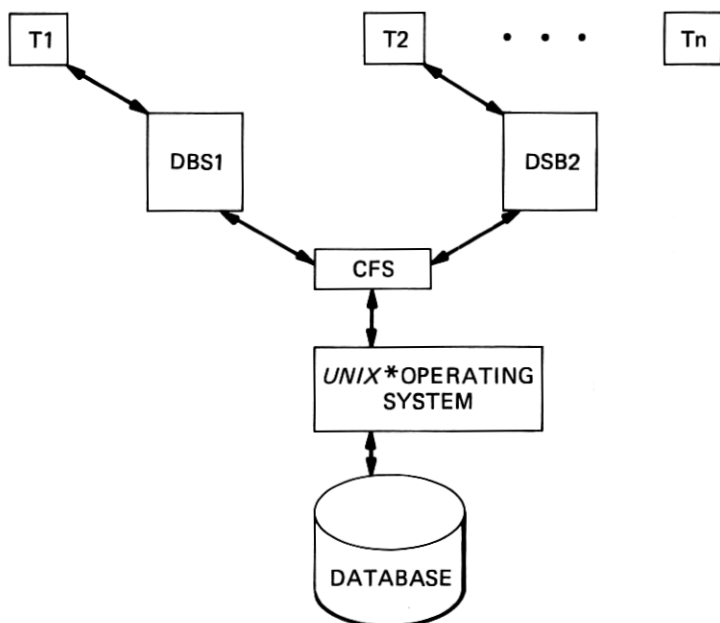 T1
T2 • • • Tn
DBS1
DSB2
CFS
UNIX*OPERATING
SYSTEM
DATABASE